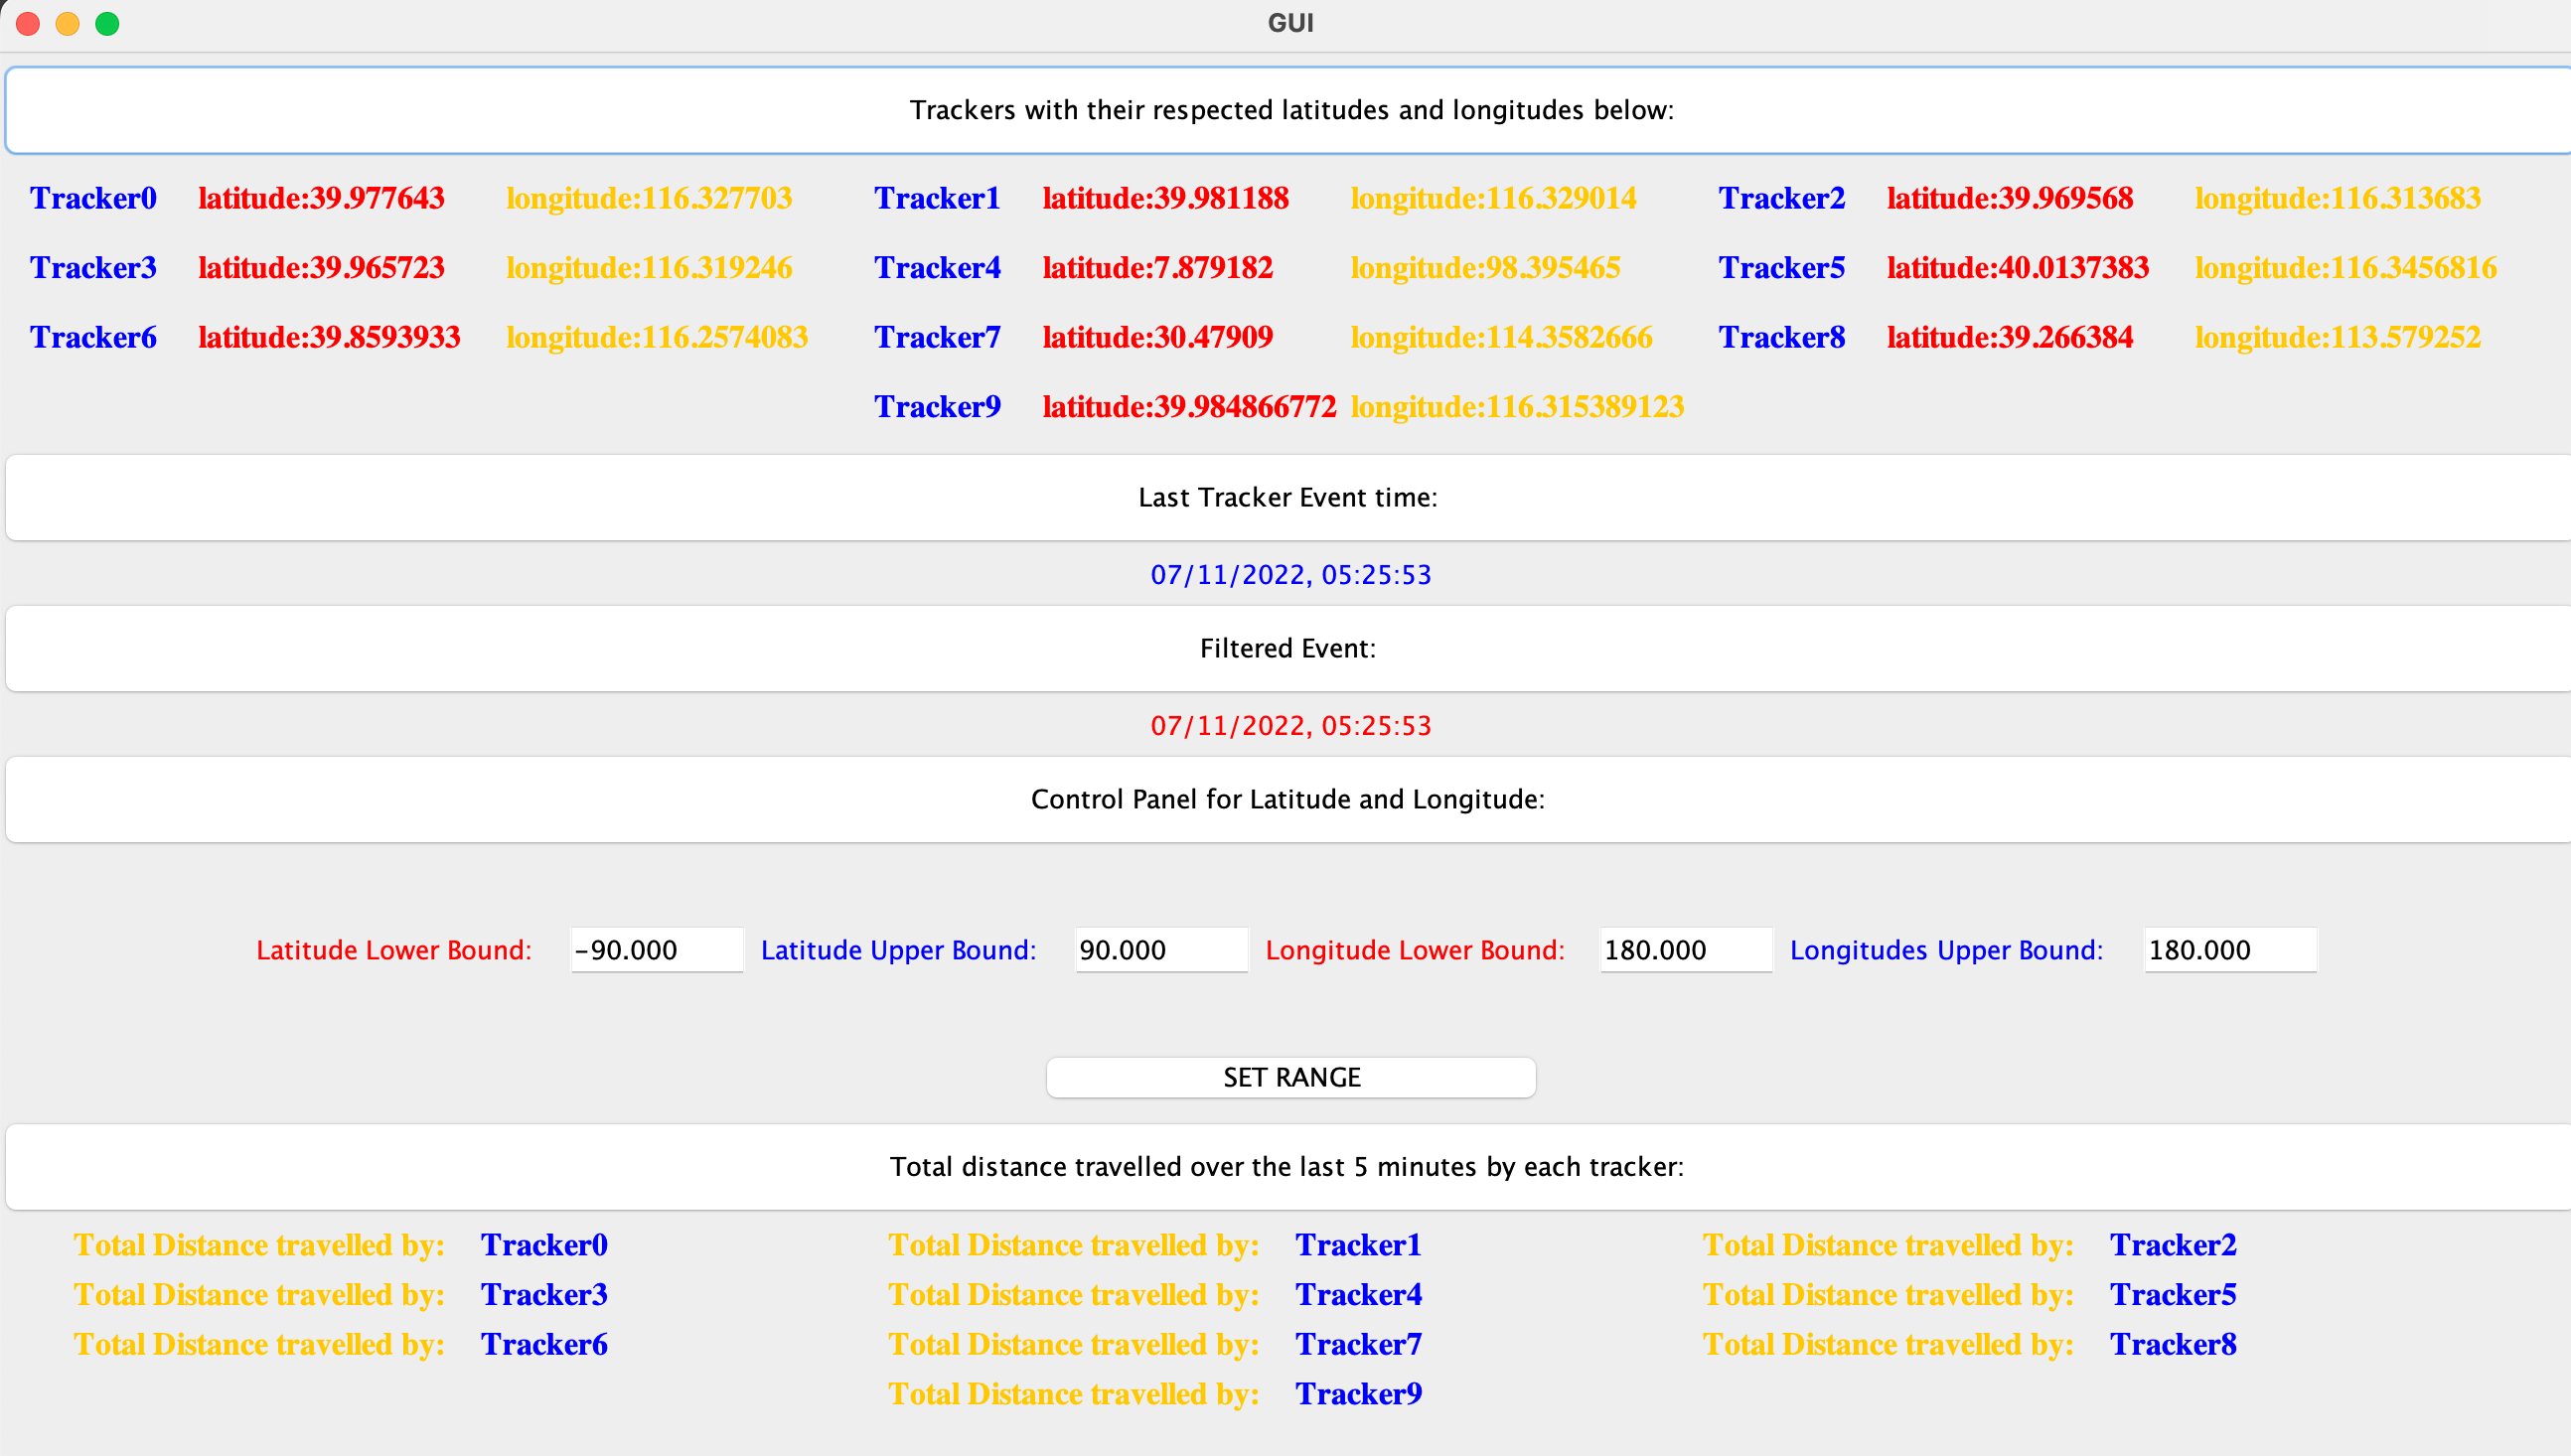 GUI
Trackers with their respected latitudes and longitudes below:
Tracker0 latitude:39.977643 longitude:116.327703 Tracker1 latitude:39.981188 longitude:116.329014 Tracker2 latitude:39.969568 longitude:116.313683
Tracker3 latitude:39.965723 longitude:116.319246 Tracker4 latitude:7.879182 longitude:98.395465 Tracker5 latitude:40.0137383 longitude:116.3456816
Tracker6 latitude:39.8593933 longitude:116.2574083 Tracker7 latitude:30.47909 longitude:114.3582666 Tracker8 latitude:39.266384 longitude:113.579252
Tracker9 latitude:39.984866772 longitude:116.315389123
Last Tracker Event time:
07/11/2022, 05:25:53
Filtered Event:
07/11/2022, 05:25:53
Control Panel for Latitude and Longitude:
Latitude Lower Bound: -90.000 Latitude Upper Bound: 90.000 Longitude Lower Bound: 180.000 Longitudes Upper Bound: 180.000
SET RANGE
Total distance travelled over the last 5 minutes by each tracker:
Total Distance travelled by: Tracker0 Total Distance travelled by: Tracker1 Total Distance travelled by: Tracker2
Total Distance travelled by: Tracker3 Total Distance travelled by: Tracker4 Total Distance travelled by: Tracker5
Total Distance travelled by: Tracker6 Total Distance travelled by: Tracker7 Total Distance travelled by: Tracker8
Total Distance travelled by: Tracker9